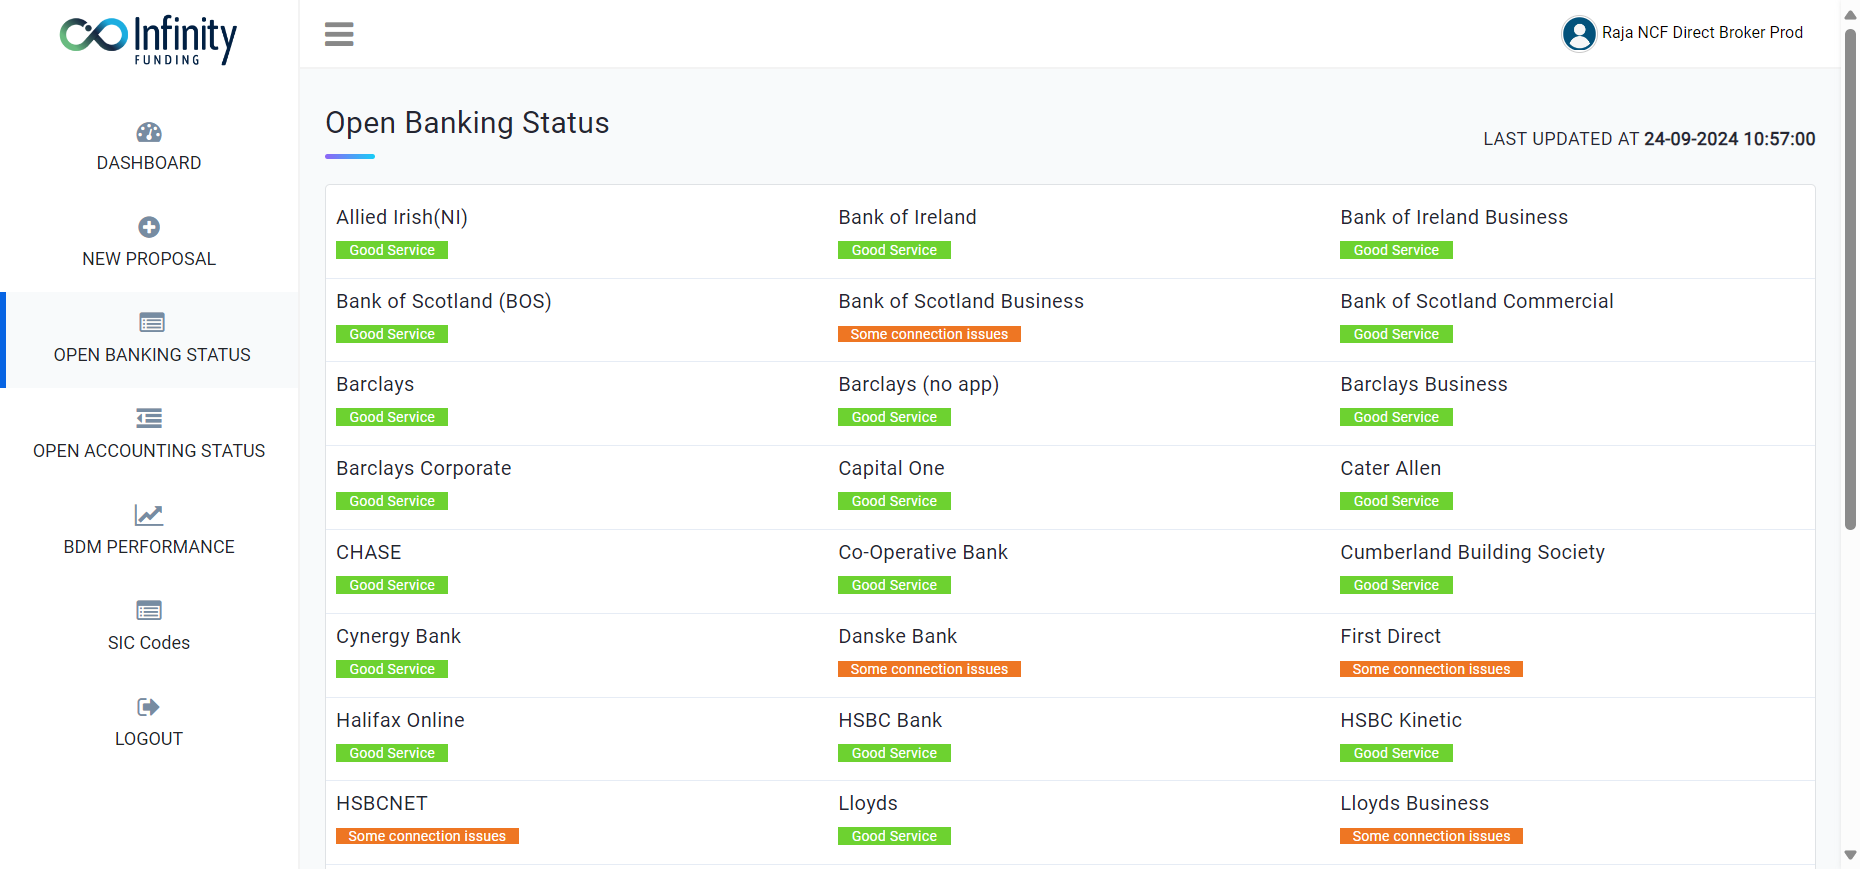 Infinity
FUNDING
Raja NCF Direct Broker Prod
DASHBOARD
NEW PROPOSAL
OPEN BANKING STATUS
OPEN ACCOUNTING STATUS
BDM PERFORMANCE
SIC Codes
LOGOUT
Open Banking Status
LAST UPDATED AT 24-09-2024 10:57:00
Allied Irish(NI)
Good Service
Bank of Ireland
Good Service
Bank of Ireland Business
Good Service
Bank of Scotland (BOS)
Good Service
Bank of Scotland Business
Some connection issues
Bank of Scotland Commercial
Good Service
Barclays
Good Service
Barclays (no app)
Good Service
Barclays Business
Good Service
Barclays Corporate
Good Service
Capital One
Good Service
Cater Allen
Good Service
CHASE
Good Service
Co-Operative Bank
Good Service
Cumberland Building Society
Good Service
Cynergy Bank
Good Service
Danske Bank
Some connection issues
First Direct
Some connection issues
Halifax Online
Good Service
HSBC Bank
Good Service
HSBC Kinetic
Good Service
HSBCNET
Some connection issues
Lloyds
Good Service
Lloyds Business
Some connection issues